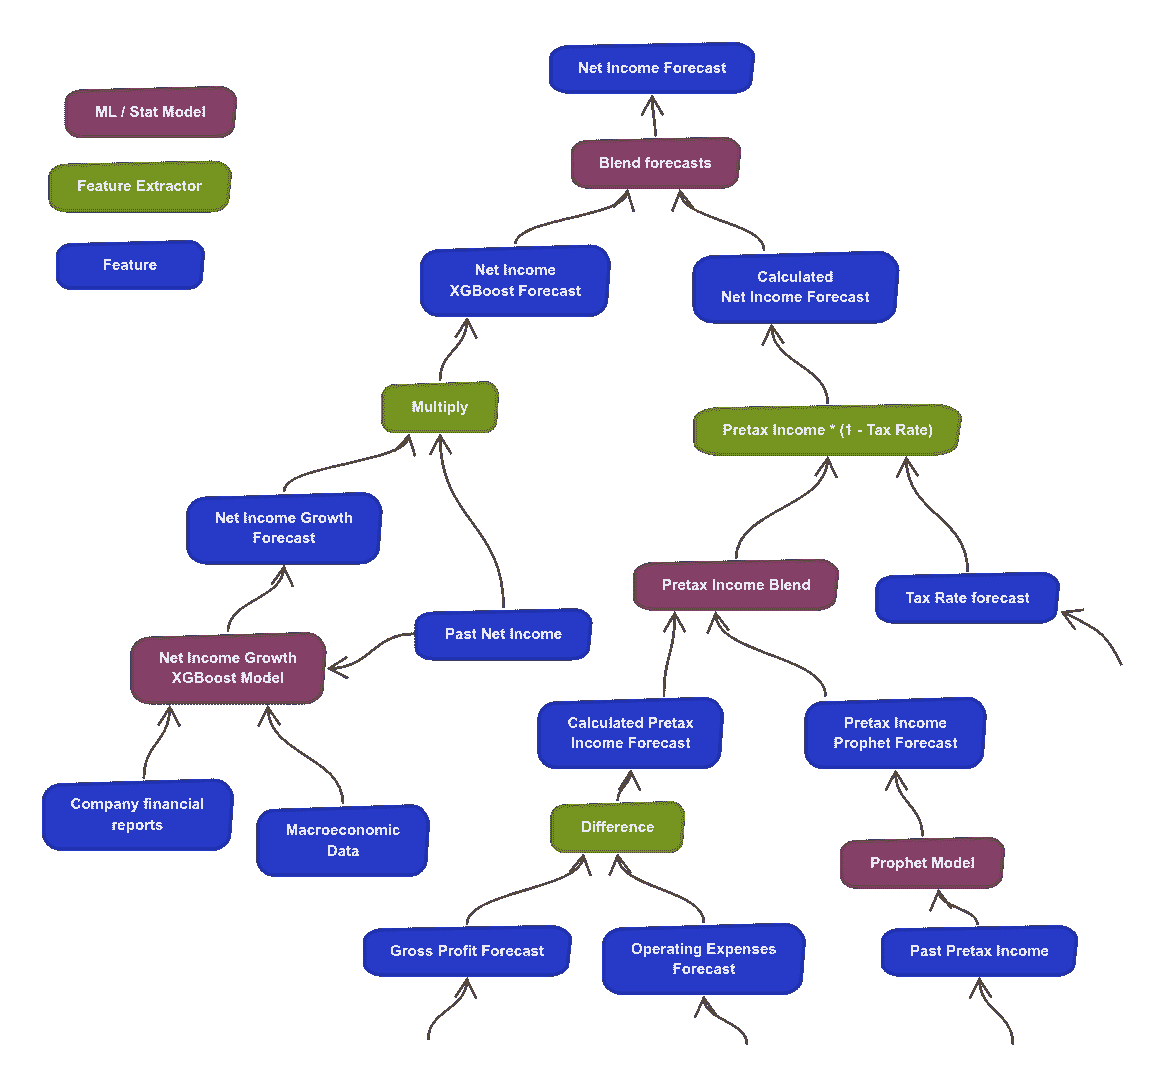 Net Income Forecast
ML / Stat Model
Blend forecasts
Feature Extractor
Feature
Net Income
XGBoost Forecast
Calculated
Net Income Forecast
Multiply
Pretax Income * (1 - Tax Rate)
Net Income Growth
Forecast
Pretax Income Blend
Tax Rate forecast
Past Net Income
Net Income Growth
XGBoost Model
Calculated Pretax
Income Forecast
Pretax Income
Prophet Forecast
Company financial
reports
Macroeconomic
Data
Difference
Prophet Model
Gross Profit Forecast
Operating Expenses
Forecast
Past Pretax Income